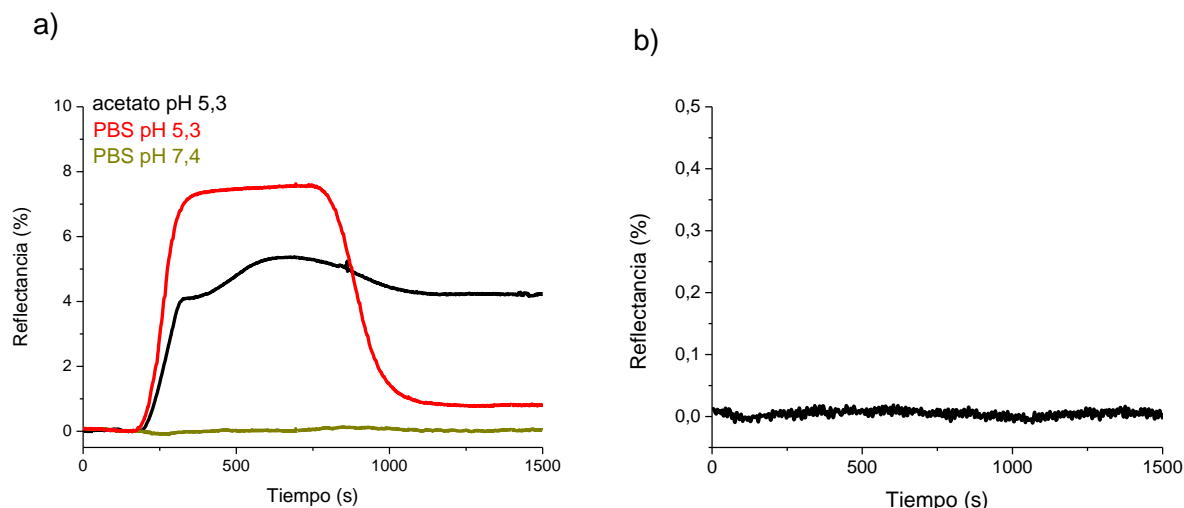 a)
acetato pH 5,3
PBS pH 5,3
PBS pH 7,4
10
8
6
4
2
0
Reflectancia (%)
0 500 1000 1500
Tiempo (s)
b)
0,5
0,4
0,3
0,2
0,1
0,0
Reflectancia (%)
0 500 1000 1500
Tiempo (s)